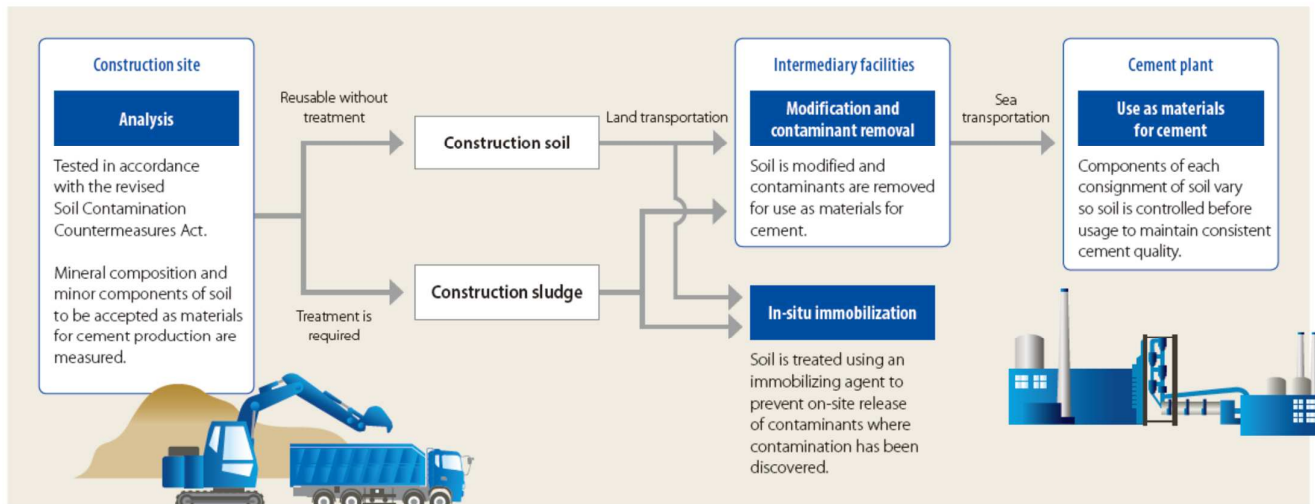 Construction site
Analysis
Tested in accordance
with the revised
Soil Contamination
Countermeasures Act.
Mineral composition and
minor components of soil
to be accepted as materials
for cement production are
measured.
Reusable without
treatment
Treatment is
required
Construction soil
Construction sludge
Land transportation
Intermediary facilities
Modification and
contaminant removal
Soil is modified and
contaminants are removed
for use as materials for
cement.
In-situ immobilization
Soil is treated using an
immobilizing agent to
prevent on-site release
of contaminants where
contamination has been
discovered.
Sea
transportation
Cement plant
Use as materials
for cement
Components of each
consignment of soil vary
so soil is controlled before
usage to maintain consistent
cement quality.